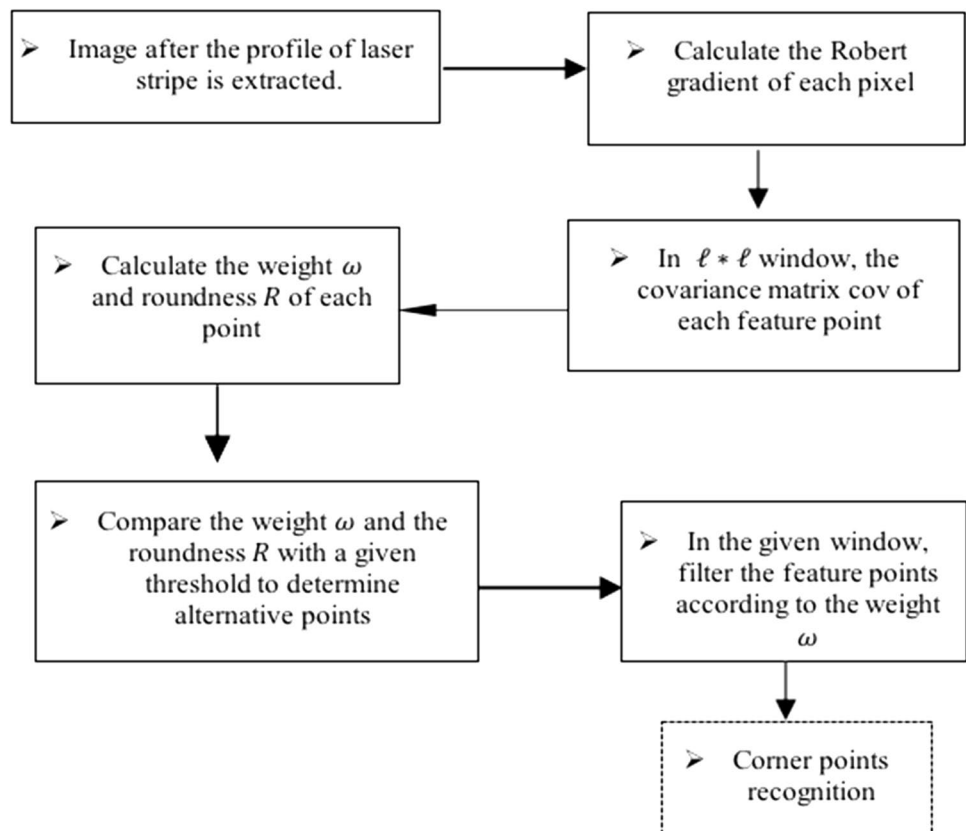 ➢ Image after the profile of laser
stripe is extracted.
➢ Calculate the Robert
gradient of each pixel
➢ In ℓ ∗ ℓ window, the
covariance matrix cov of
each feature point
➢ Calculate the weight ω
and roundness R of each
point
➢ Compare the weight ω and the
roundness R with a given
threshold to determine
alternative points
➢ In the given window,
filter the feature points
according to the weight
ω
➢ Corner points
recognition